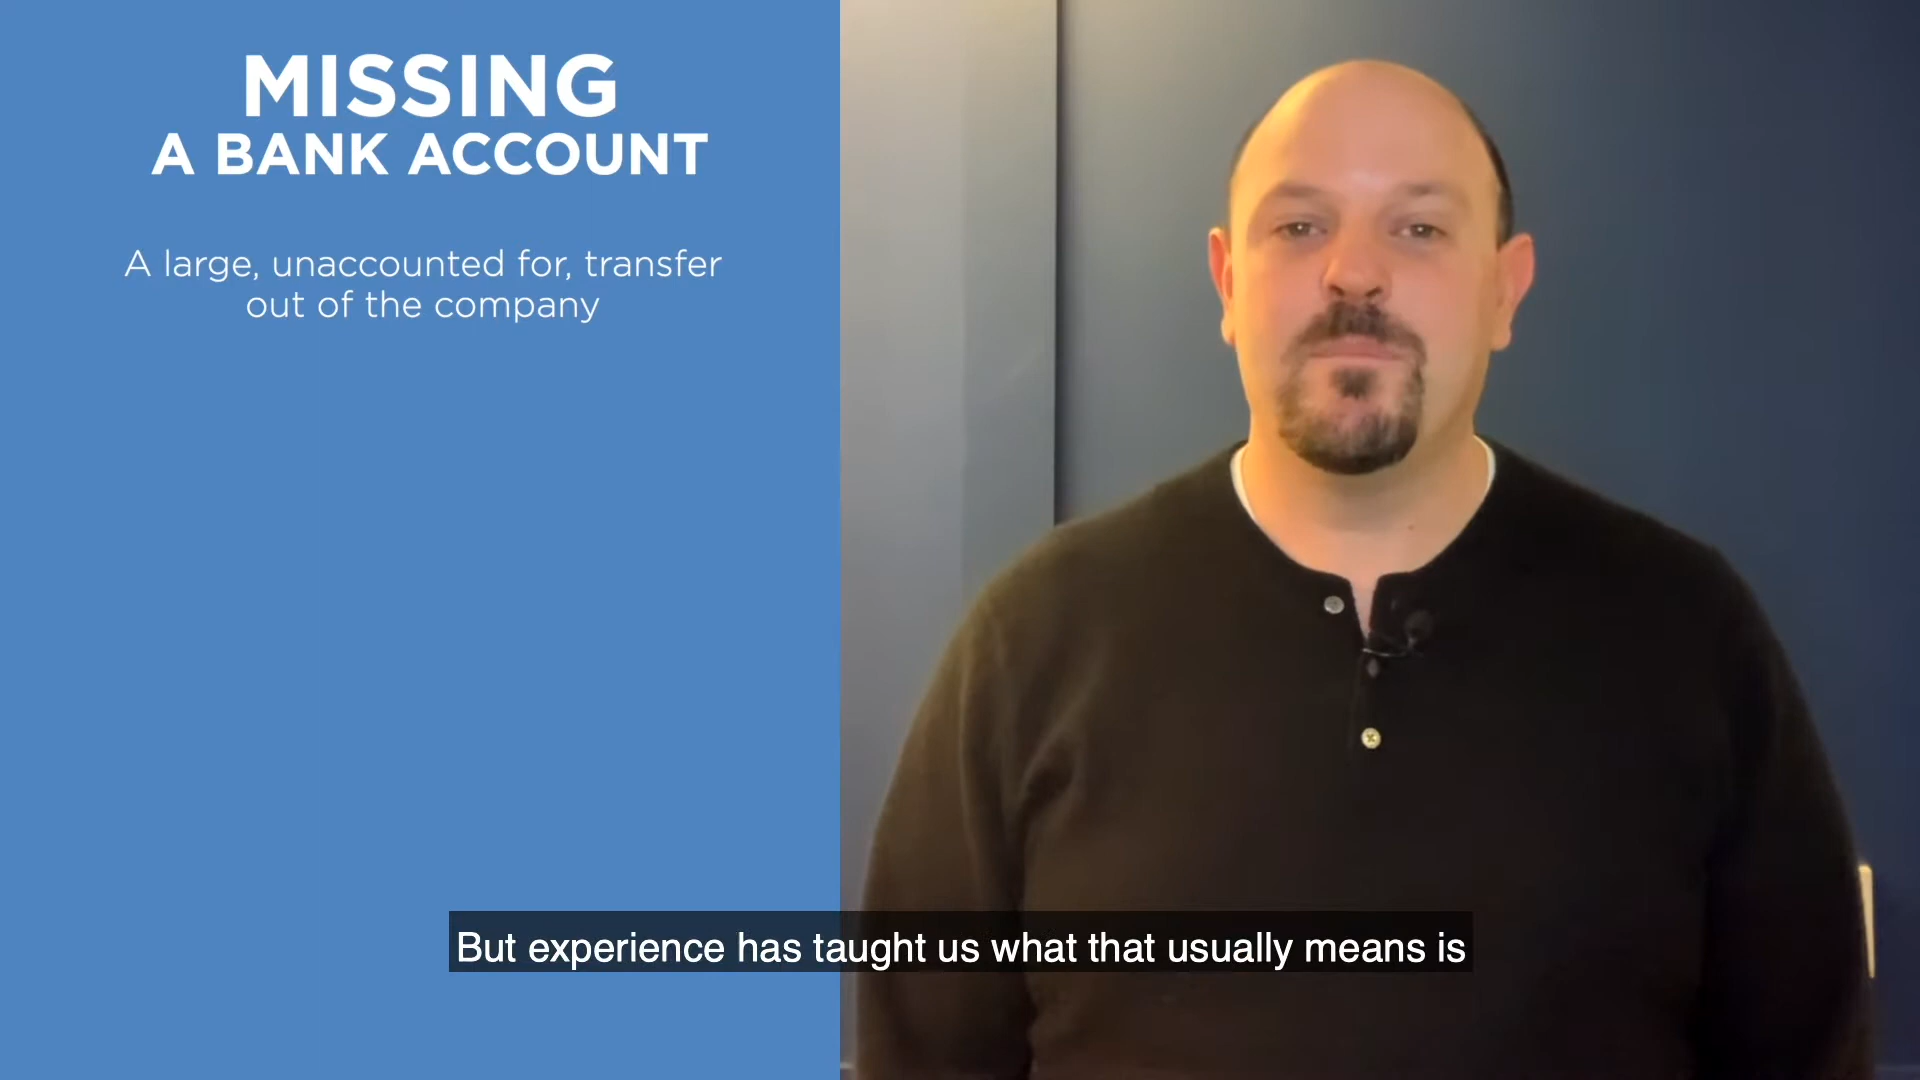 MISSING
A BANK ACCOUNT
A large, unaccounted for, transfer
out of the company
But experience has taught us what that usually means is